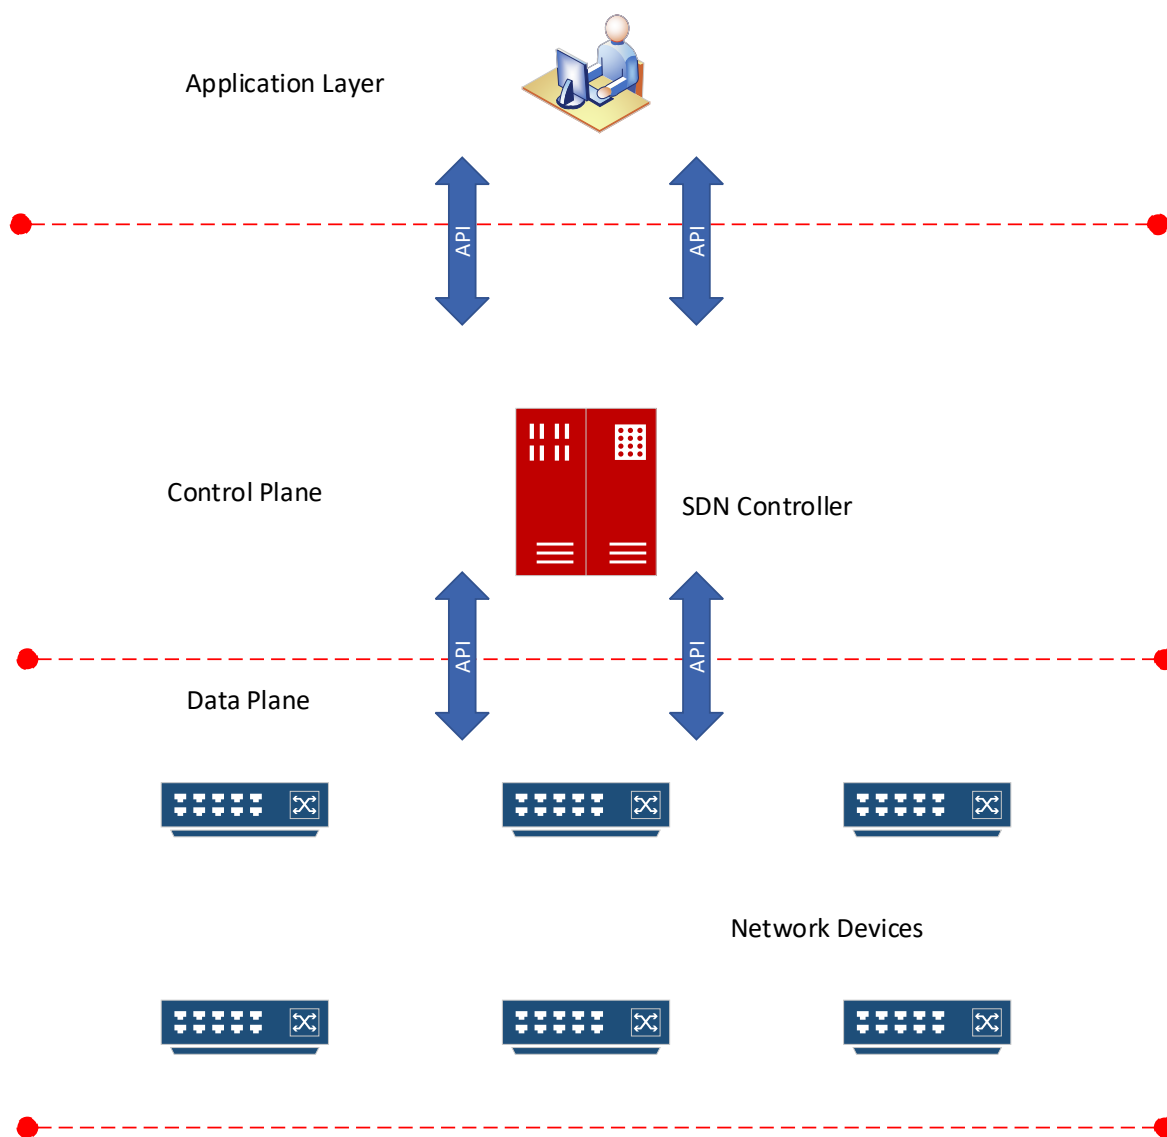 Application Layer
API
API
Control Plane
SDN Controller
API
API
Data Plane
Network Devices